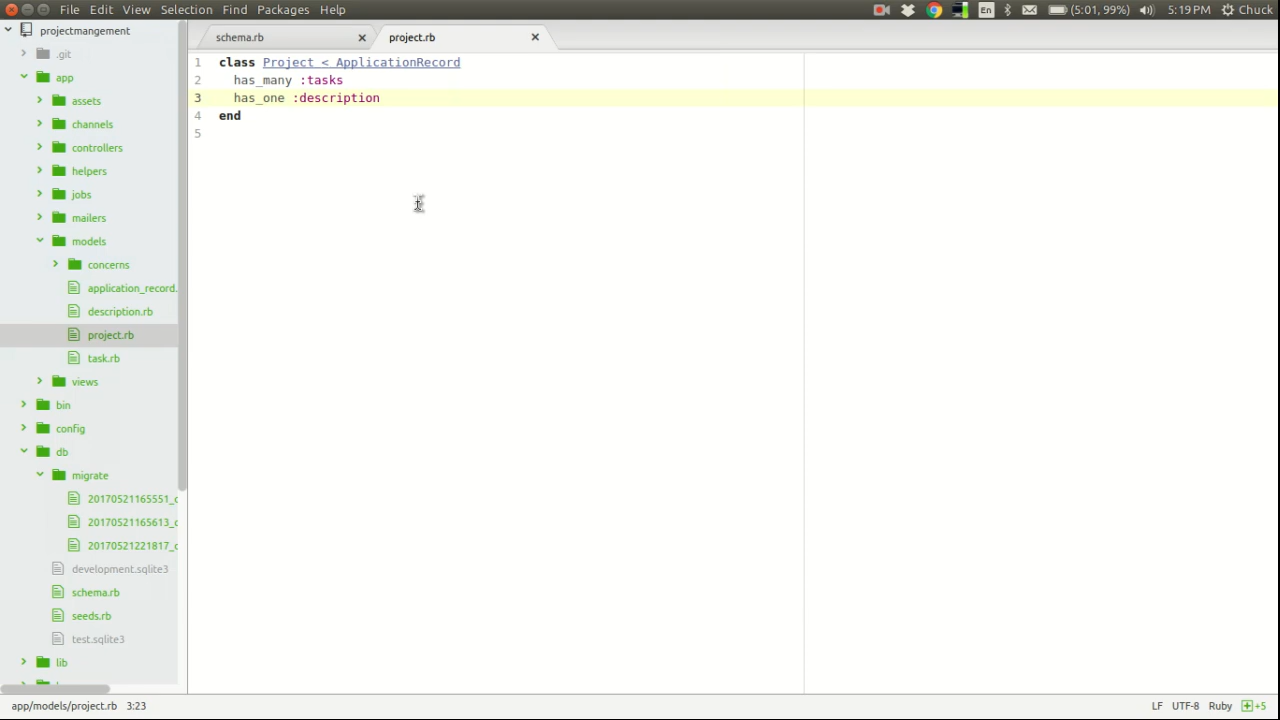 File Edit View Selection Find Packages Help
En (5:01, 99%) 5:19 PM Chuck
projectmangement
.git
app
assets
channels
controllers
helpers
jobs
mailers
models
concerns
application_record.
description.rb
project.rb
task.rb
views
bin
config
db
migrate
20170521165551_c
20170521165613_c
20170521221817_c
development.sqlite3
schema.rb
seeds.rb
test.sqlite3
lib
schema.rb
project.rb
1 class Project < ApplicationRecord
2 has_many :tasks
3 has_one :description
4 end
5
app/models/project.rb 3:23
LF UTF-8 Ruby +5